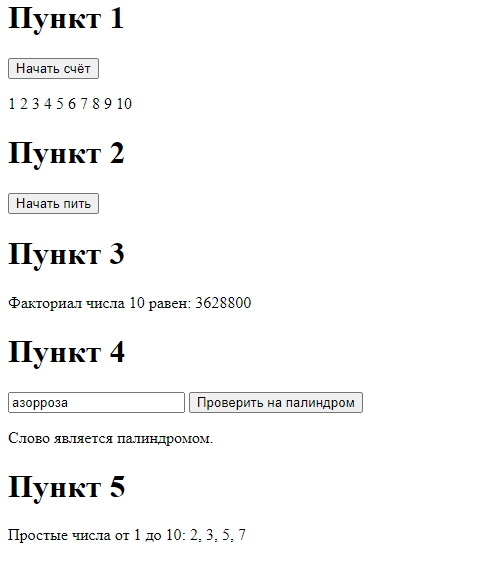 Пункт 1
Начать счёт
1 2 3 4 5 6 7 8 9 10
Пункт 2
Начать пить
Пункт 3
Факториал числа 10 равен: 3628800
Пункт 4
азорроза Проверить на палиндром
Слово является палиндромом.
Пункт 5
Простые числа от 1 до 10: 2, 3, 5, 7